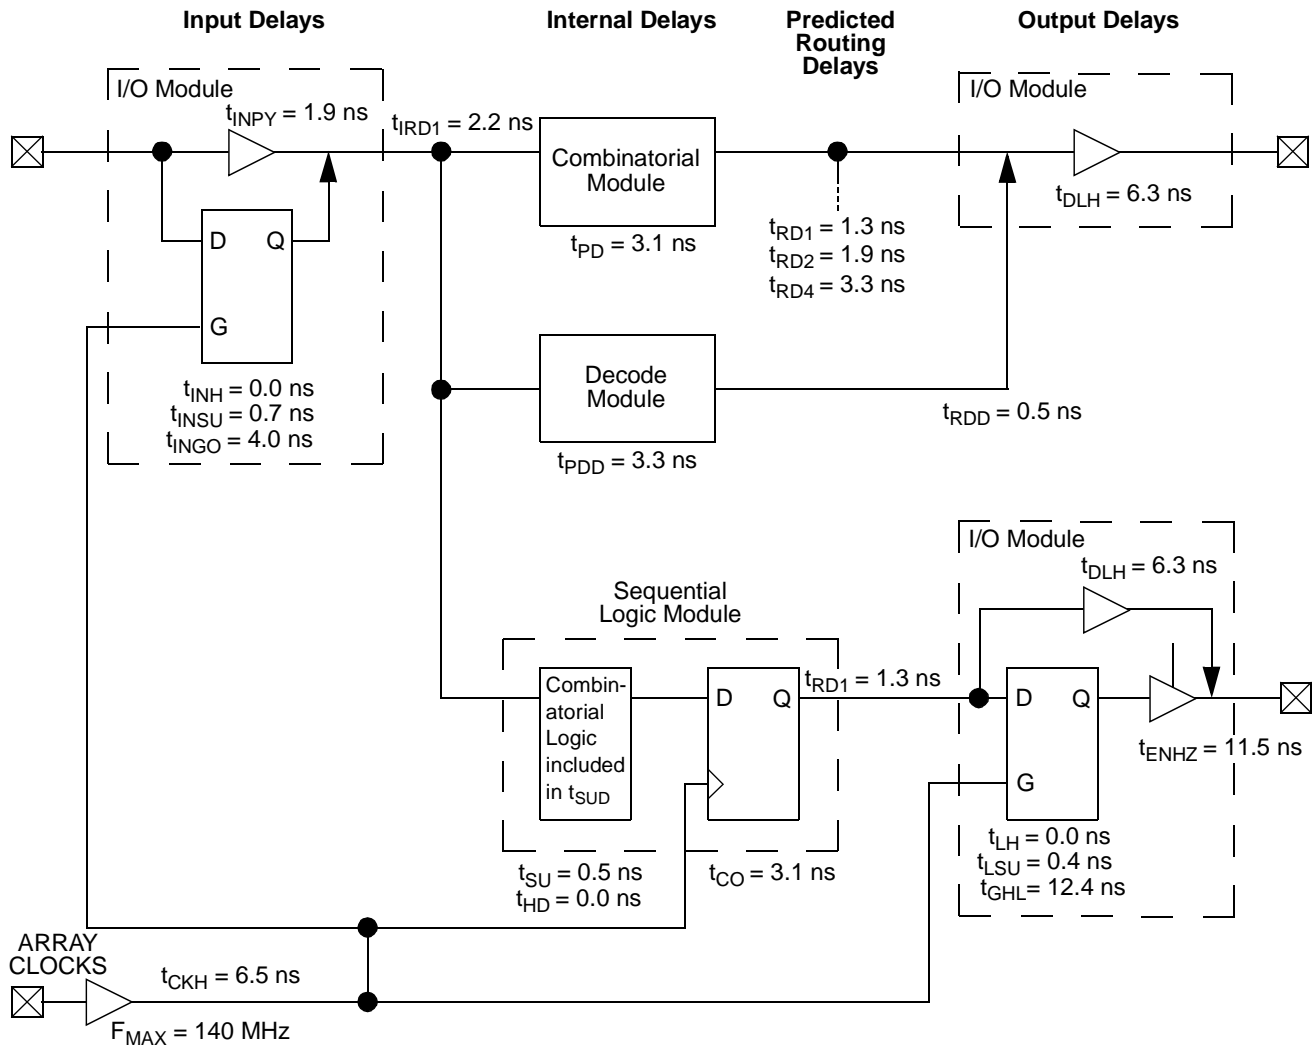 Input Delays
Internal Delays
Predicted
Routing
Delays
Output Delays
I/O Module
tINPY = 1.9 ns
tIRD1 = 2.2 ns
Combinatorial
Module
tPD = 3.1 ns
tRD1 = 1.3 ns
tRD2 = 1.9 ns
tRD4 = 3.3 ns
I/O Module
tDLH = 6.3 ns
D Q
G
tINH = 0.0 ns
tINSU = 0.7 ns
tINGO = 4.0 ns
Decode
Module
tPDD = 3.3 ns
tRDD = 0.5 ns
Sequential
Logic Module
Combin-
atorial
Logic
included
in tSUD
D Q
tSU = 0.5 ns
tHD = 0.0 ns
tCO = 3.1 ns
tRD1 = 1.3 ns
I/O Module
tDLH = 6.3 ns
D Q
G
tENHZ = 11.5 ns
tLH = 0.0 ns
tLSU = 0.4 ns
tGHL = 12.4 ns
ARRAY
CLOCKS
tCKH = 6.5 ns
FMAX = 140 MHz